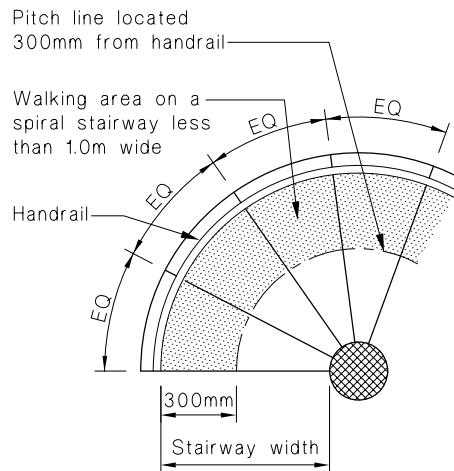 Pitch line located
300mm from handrail
Walking area on a
spiral stairway less
than 1.0m wide
Handrail
EQ
EQ
EQ
EQ
300mm
Stairway width